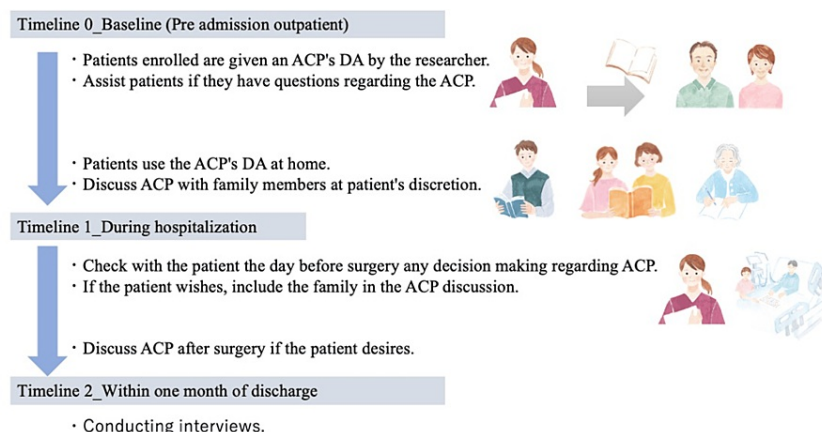 Timeline 0_Baseline (Pre admission outpatient)
・Patients enrolled are given an ACP's DA by the researcher.
・Assist patients if they have questions regarding the ACP.
・Patients use the ACP's DA at home.
・Discuss ACP with family members at patient's discretion.
Timeline 1_During hospitalization
・Check with the patient the day before surgery any decision making regarding ACP.
・If the patient wishes, include the family in the ACP discussion.
・Discuss ACP after surgery if the patient desires.
Timeline 2_Within one month of discharge
・Conducting interviews.